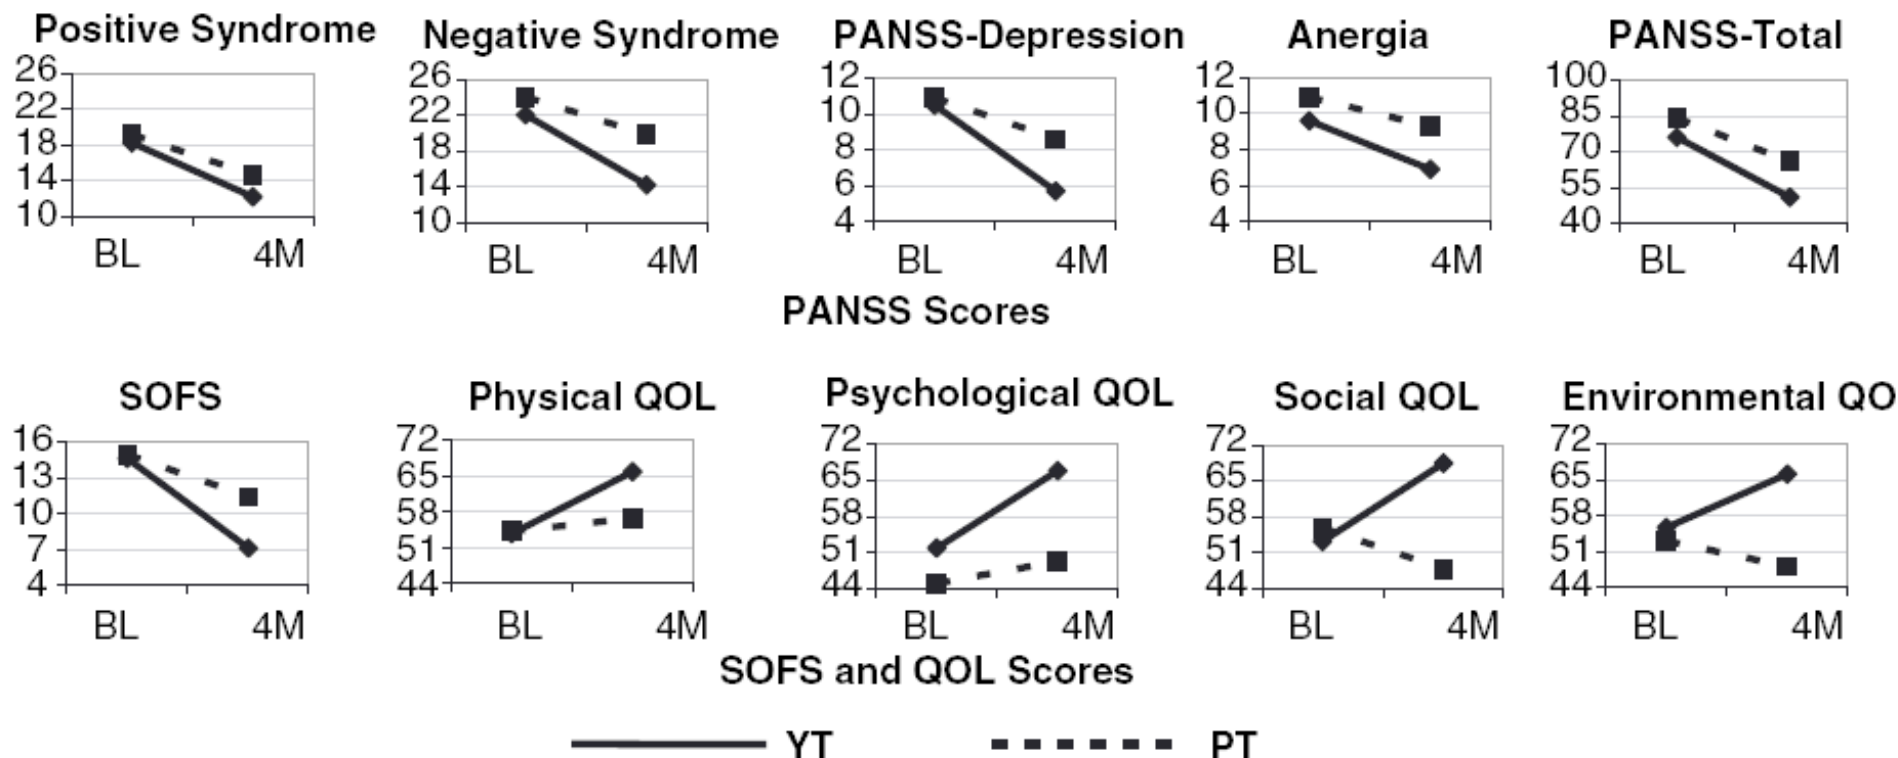 Positive Syndrome Negative Syndrome PANSS-Depression Anergia PANSS-Total
26 26 12 12 100
22 22 10 10 85
18 18 8 8 70
14 14 6 6 55
10 10 4 4 40
BL 4M BL 4M BL 4M BL 4M BL 4M
PANSS Scores
SOFS Physical QOL Psychological QOL Social QOL Environmental QO
16 72 72 72 72
13 65 65 65 65
10 58 58 58 58
7 51 51 51 51
4 44 44 44 44
BL 4M BL 4M BL 4M BL 4M BL 4M
SOFS and QOL Scores
YT PT